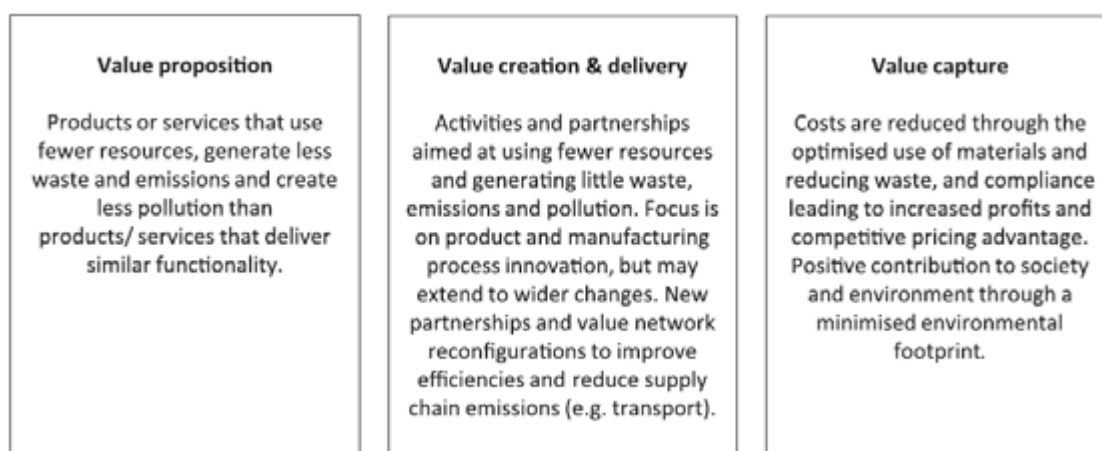 Value proposition
Products or services that use
fewer resources, generate less
waste and emissions and create
less pollution than
products/ services that deliver
similar functionality.
Value creation & delivery
Activities and partnerships
aimed at using fewer resources
and generating little waste,
emissions and pollution. Focus is
on product and manufacturing
process innovation, but may
extend to wider changes. New
partnerships and value network
reconfigurations to improve
efficiencies and reduce supply
chain emissions (e.g. transport).
Value capture
Costs are reduced through the
optimised use of materials and
reducing waste, and compliance
leading to increased profits and
competitive pricing advantage.
Positive contribution to society
and environment through a
minimised environmental
footprint.